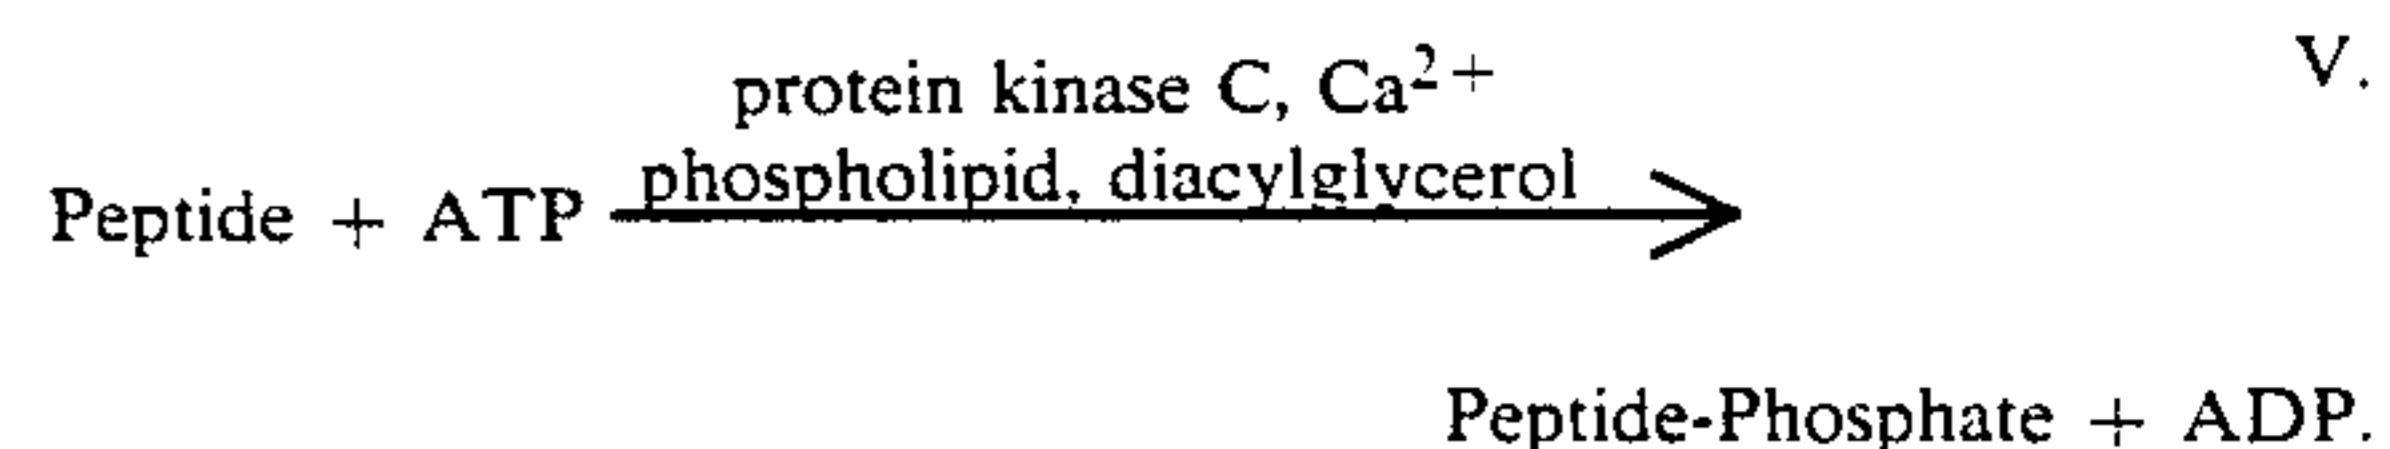 protein kinase C, Ca²⁺ V.
phospholipid, diacylglycerol
Peptide + ATP
Peptide-Phosphate + ADP.